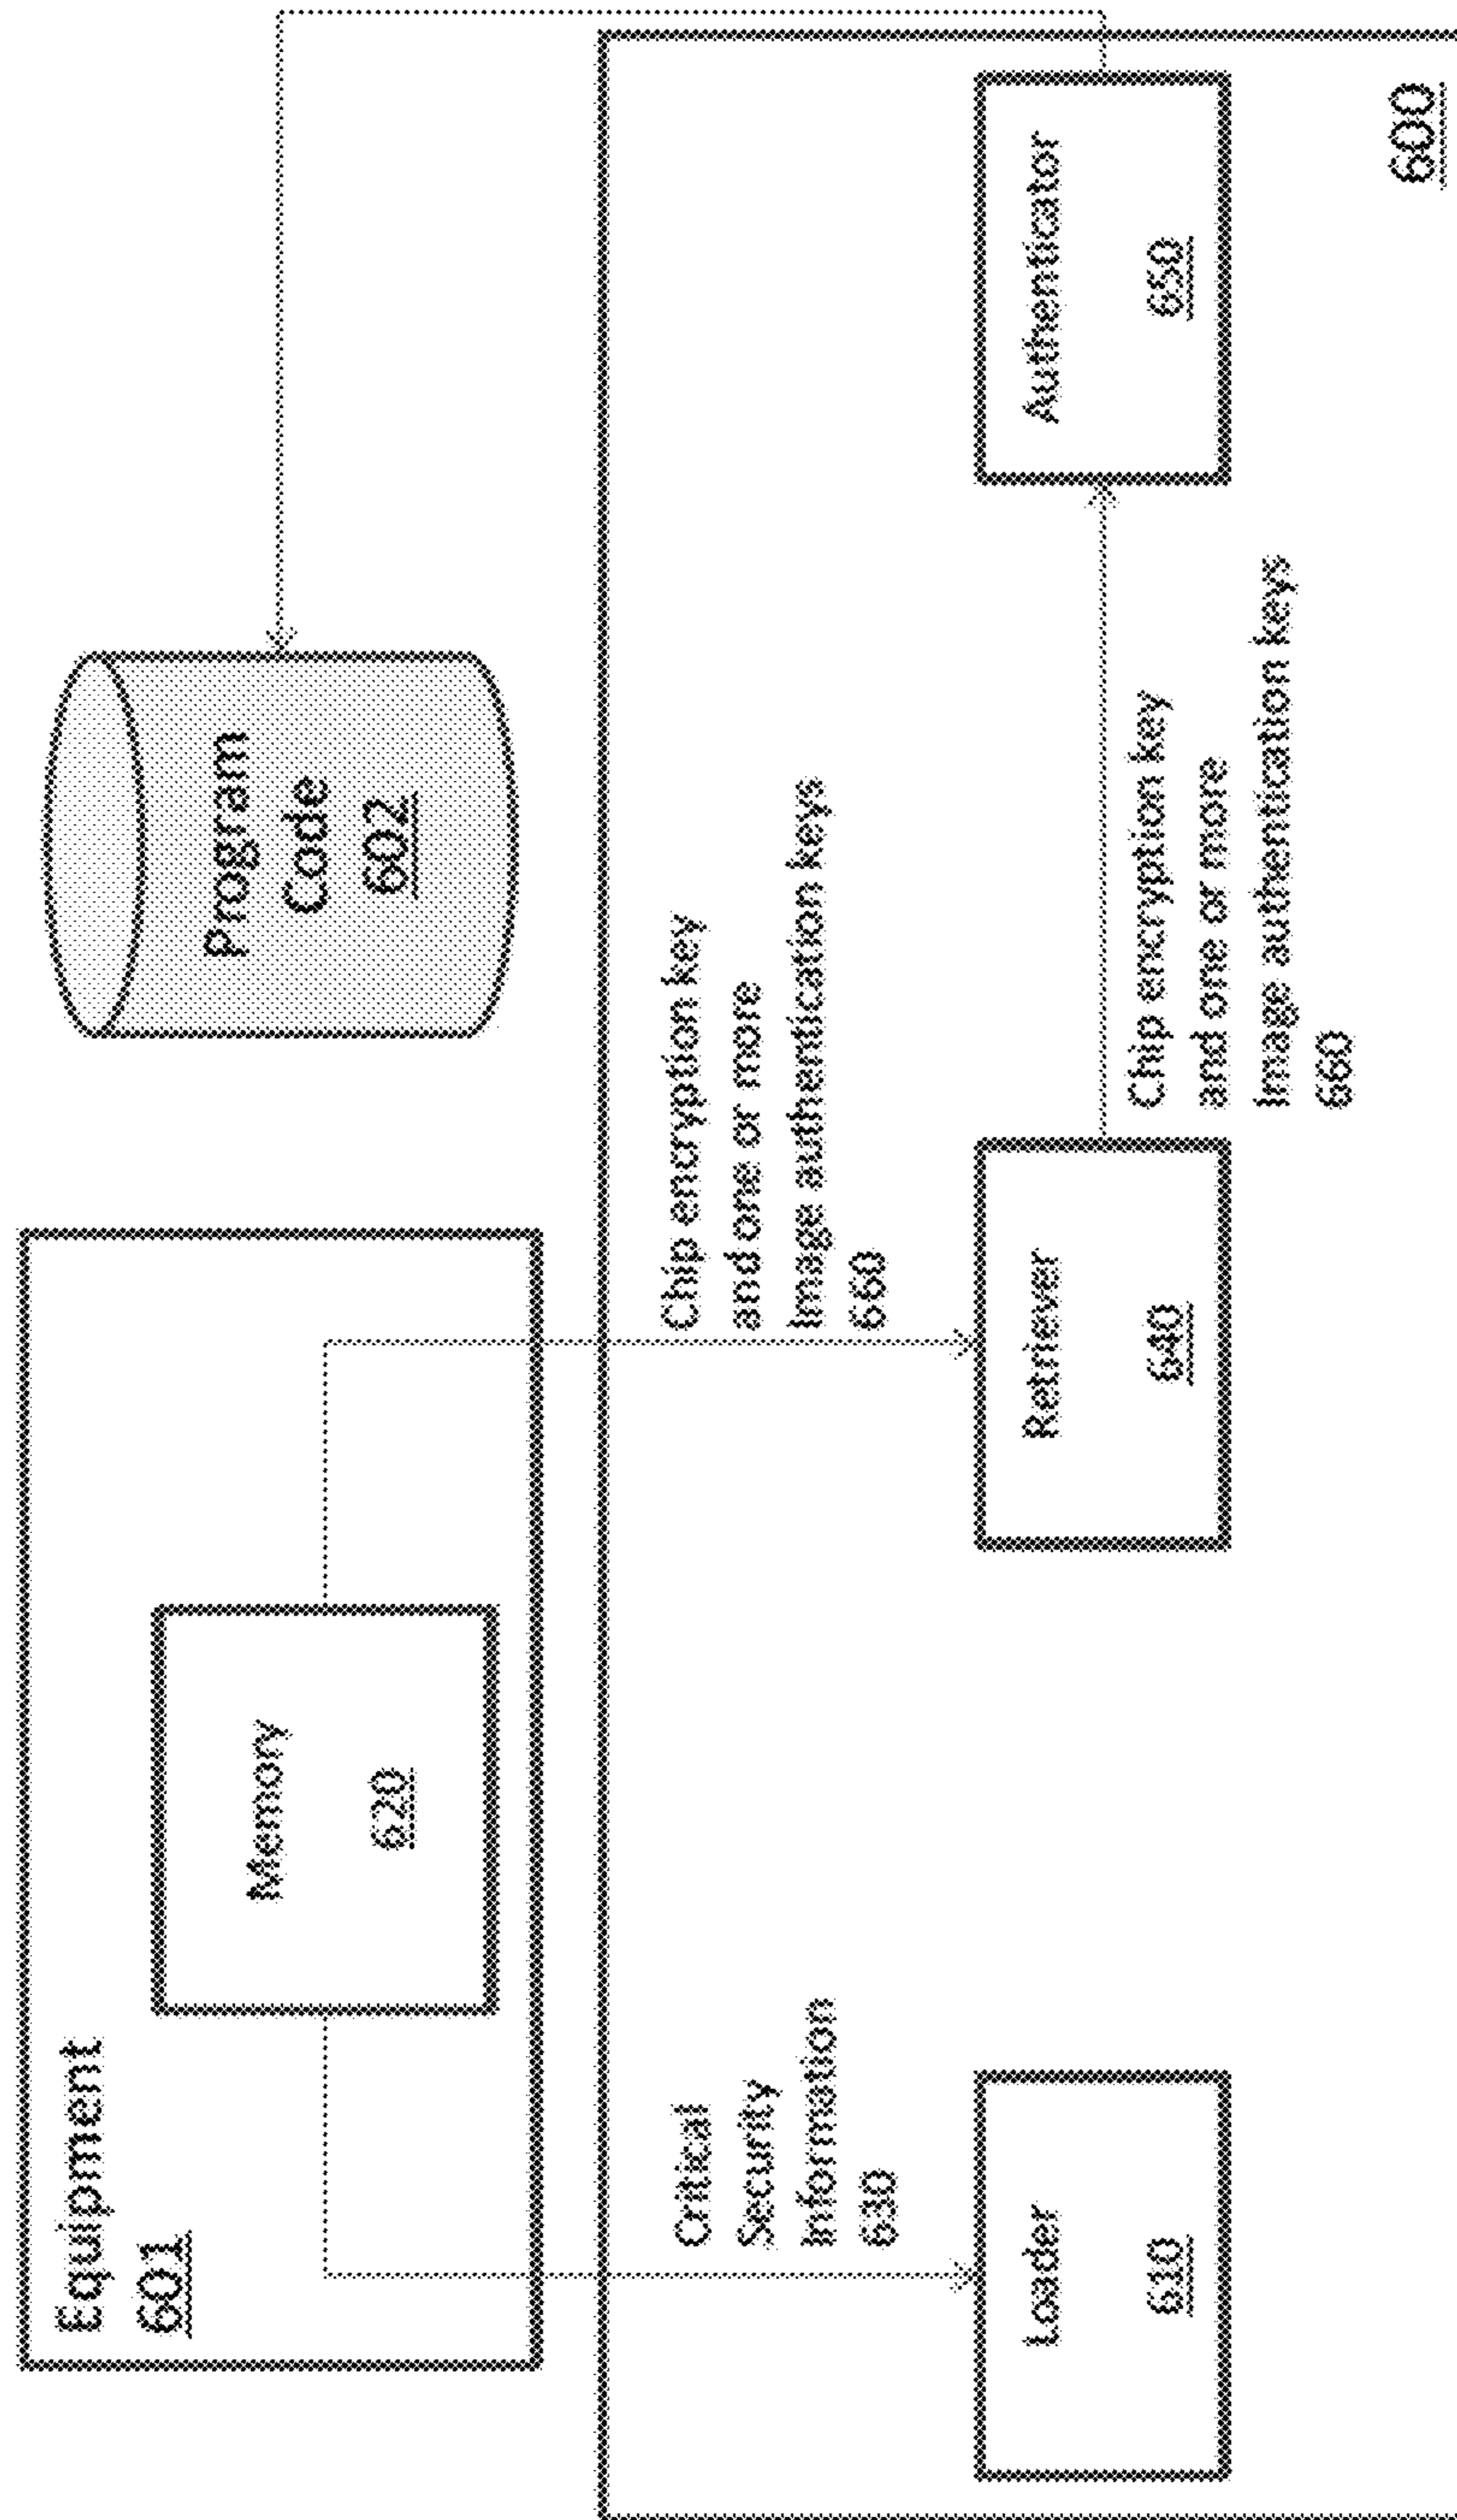 Equipment
601
Memory
620
Program
Code
602
Critical
Security
Information
630
Chip encryption key
and one or more
Image authentication keys
660
Loader
610
Retriever
640
Chip encryption key
and one or more
Image authentication keys
660
Authenticator
650
600